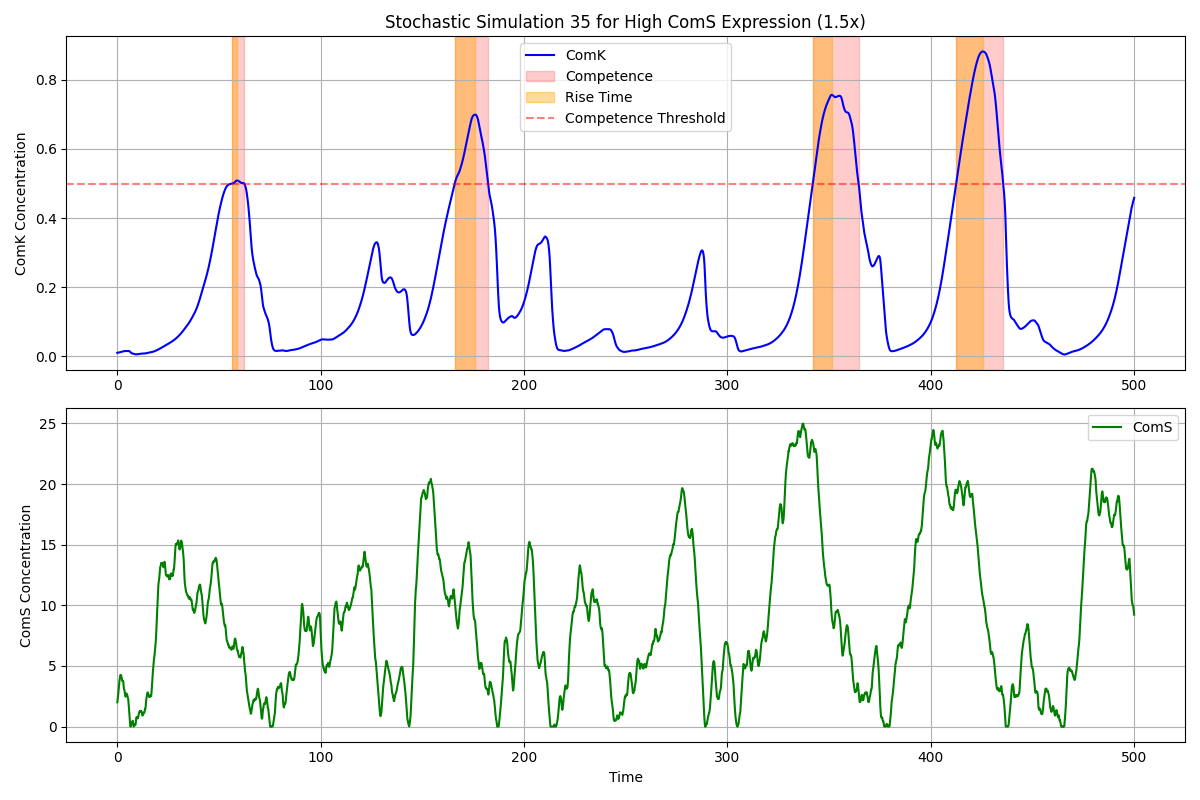 Stochastic Simulation 35 for High ComS Expression (1.5x)
ComK
Competence
Rise Time
Competence Threshold
ComK Concentration
0.8
0.6
0.4
0.2
0.0
0 100 200 300 400 500
ComS
ComS Concentration
25
20
15
10
5
0
0 100 200 300 400 500
Time